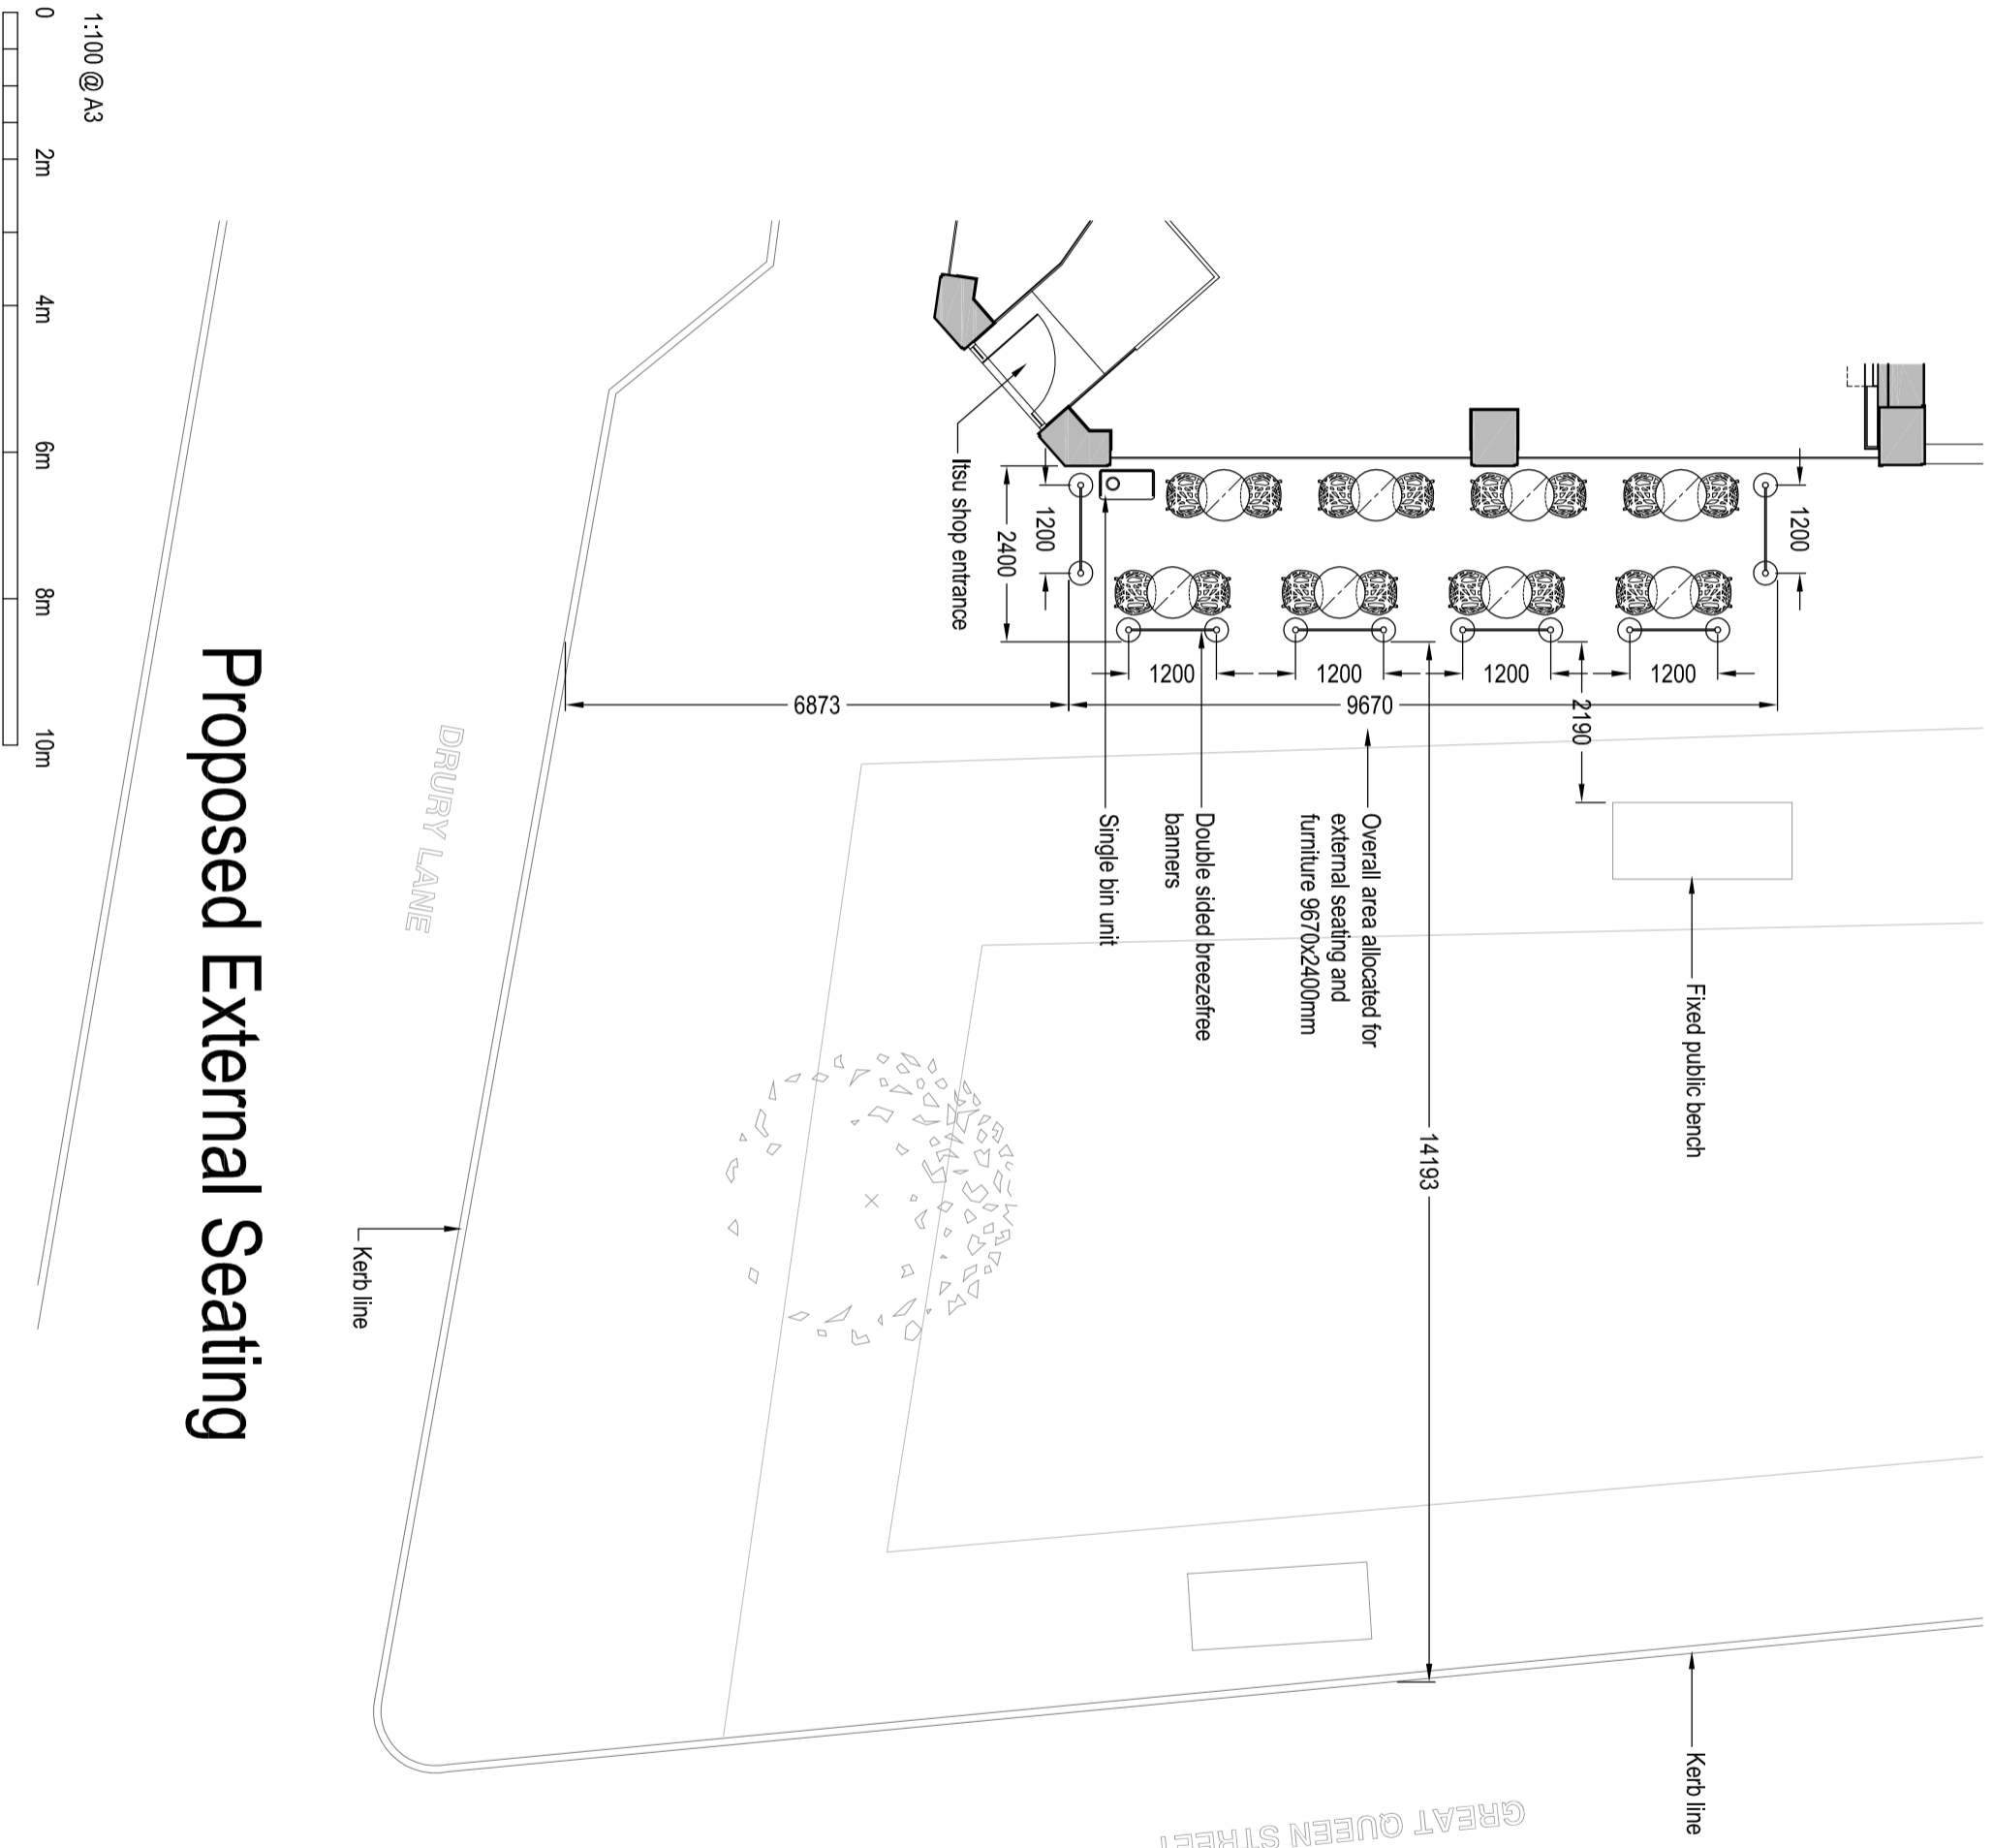 Proposed External Seating
1:100 @ A3
0
2m
4m
6m
8m
10m
Itsu shop entrance
1200
1200
2400
1200
1200
1200
1200
2190
6873
9670
14193
Overall area allocated for
external seating and
furniture 9670x2400mm
Double sided breezefree
banners
Single bin unit
Fixed public bench
Kerb line
Kerb line
DRURY LANE
GREAT QUEEN STREET